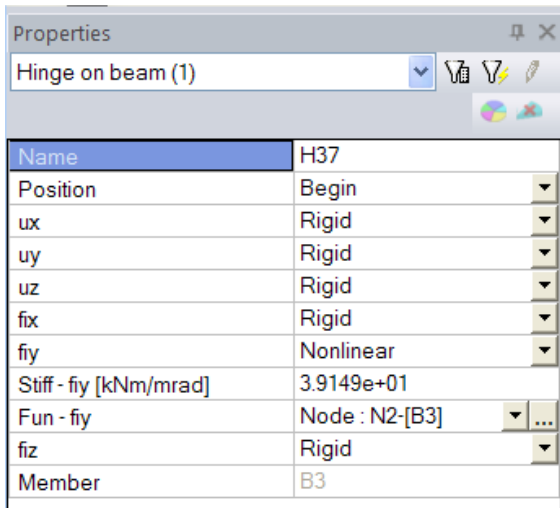 Properties
Hinge on beam (1)
Name H37
Position Begin
ux Rigid
uy Rigid
uz Rigid
fix Rigid
fiy Nonlinear
Stiff - fiy [kNm/mrad] 3.9149e+01
Fun - fiy Node : N2-[B3] ...
fiz Rigid
Member B3